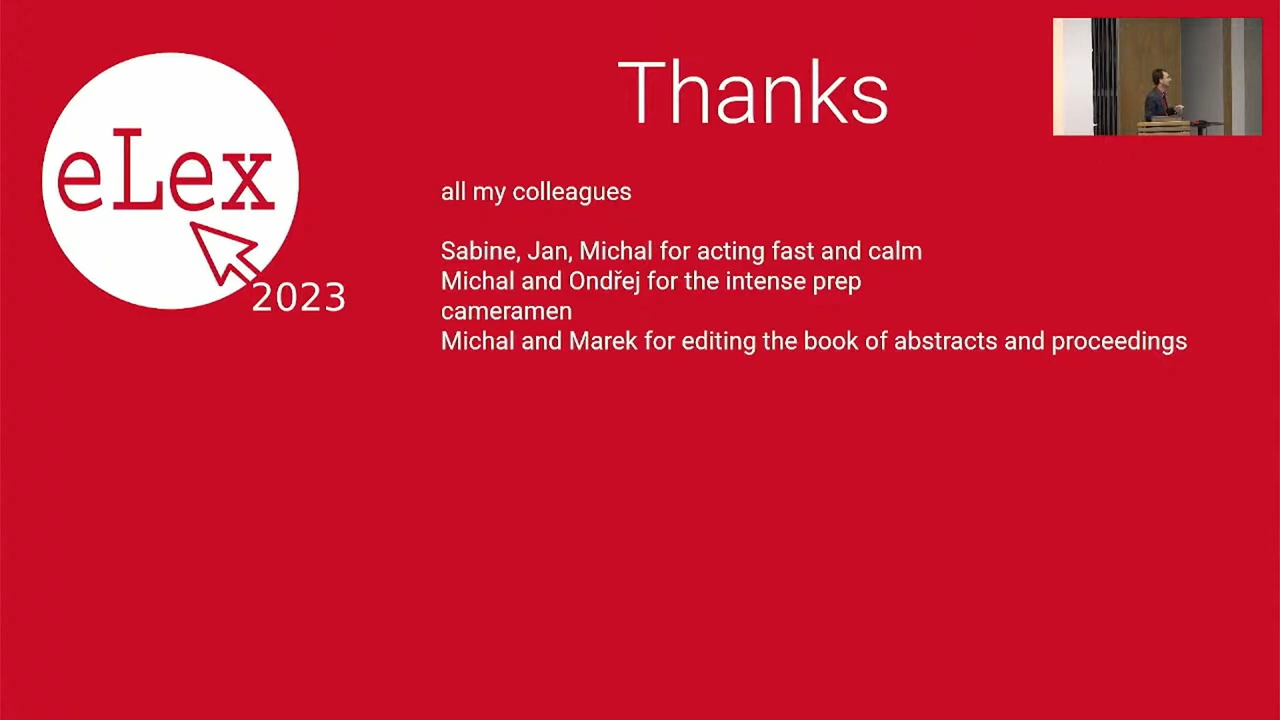 eLex
2023
Thanks
all my colleagues
Sabine, Jan, Michal for acting fast and calm
Michal and Ondřej for the intense prep
cameramen
Michal and Marek for editing the book of abstracts and proceedings